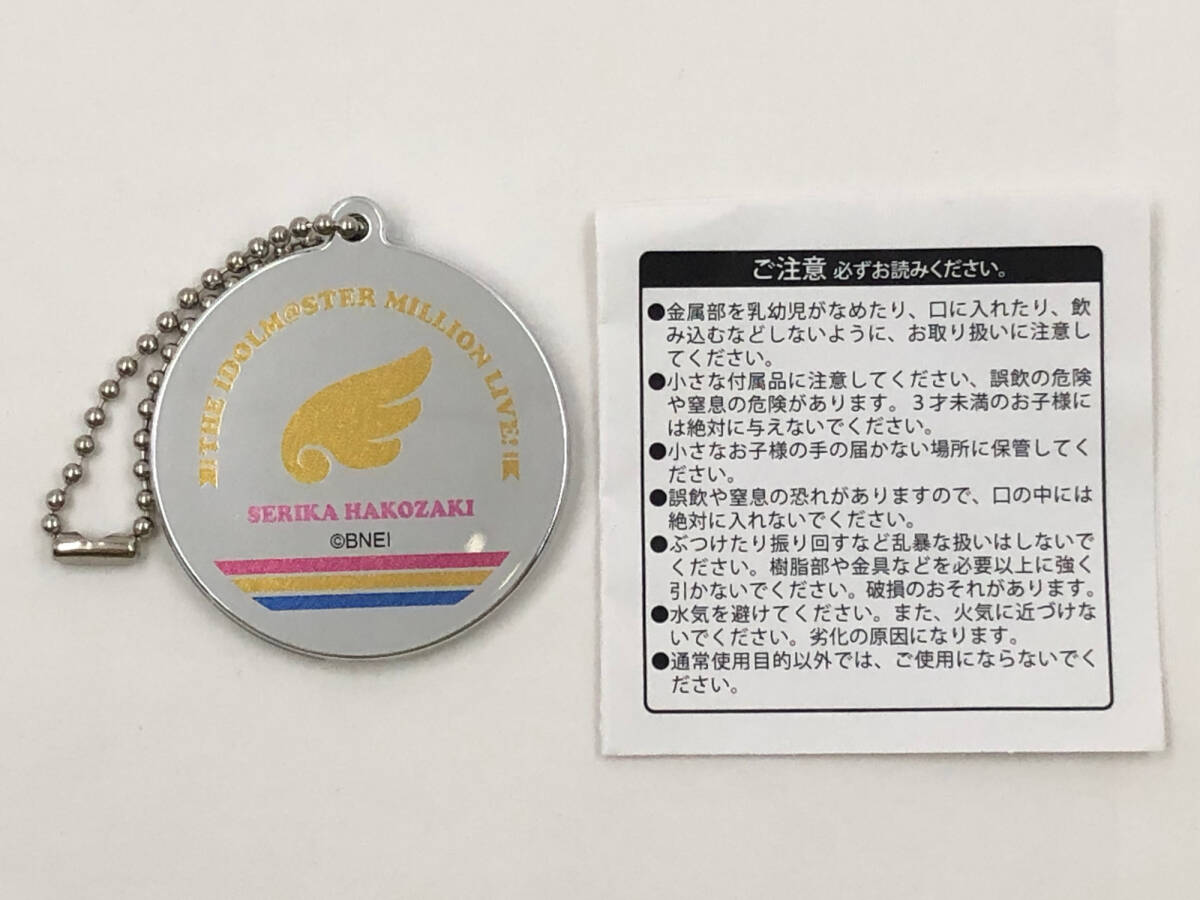 THE IDOLM@STER MILLION LIVE!
SERIKA HAKOZAKI
©BNEI
ご注意 必ずお読みください。
●金属部を乳幼児がなめたり、口に入れたり、飲
み込むなどしないように、お取り扱いに注意し
てください。
●小さな付属品に注意してください、誤飲の危険
や窒息の危険があります。3才未満のお子様に
は絶対に与えないでください。
●小さなお子様の手の届かない場所に保管してく
ださい。
●誤飲や窒息の恐れがありますので、口の中には
絶対に入れないでください。
●ぶつけたり振り回すなど乱暴な扱いはしないで
ください。樹脂部や金具などを必要以上に強く
引かないでください。破損のおそれがあります。
●水気を避けてください。また、火気に近づけな
いでください。劣化の原因になります。
●通常使用目的以外では、ご使用にならないでく
ださい。